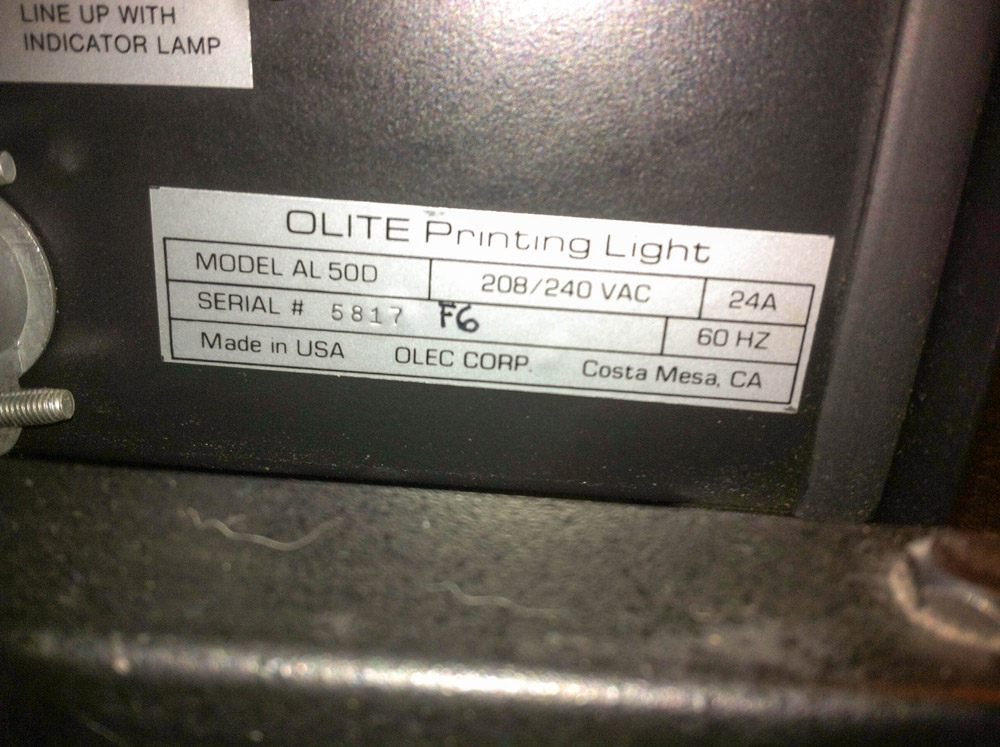 LINE UP WITH
INDICATOR LAMP
OLITE Printing Light
MODEL AL 50D 208/240 VAC 24A
SERIAL # 5817 F6 60 HZ
Made in USA OLEC CORP. Costa Mesa, CA